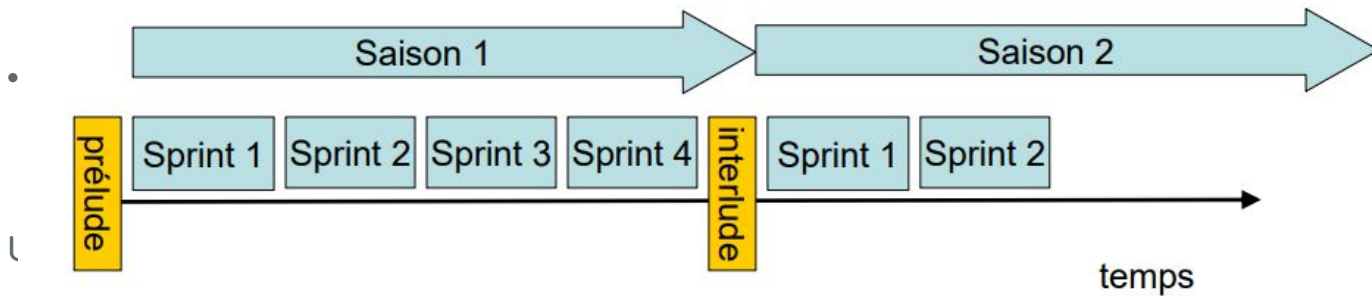 Saison 1
Saison 2
prélude
Sprint 1
Sprint 2
Sprint 3
Sprint 4
interlude
Sprint 1
Sprint 2
temps